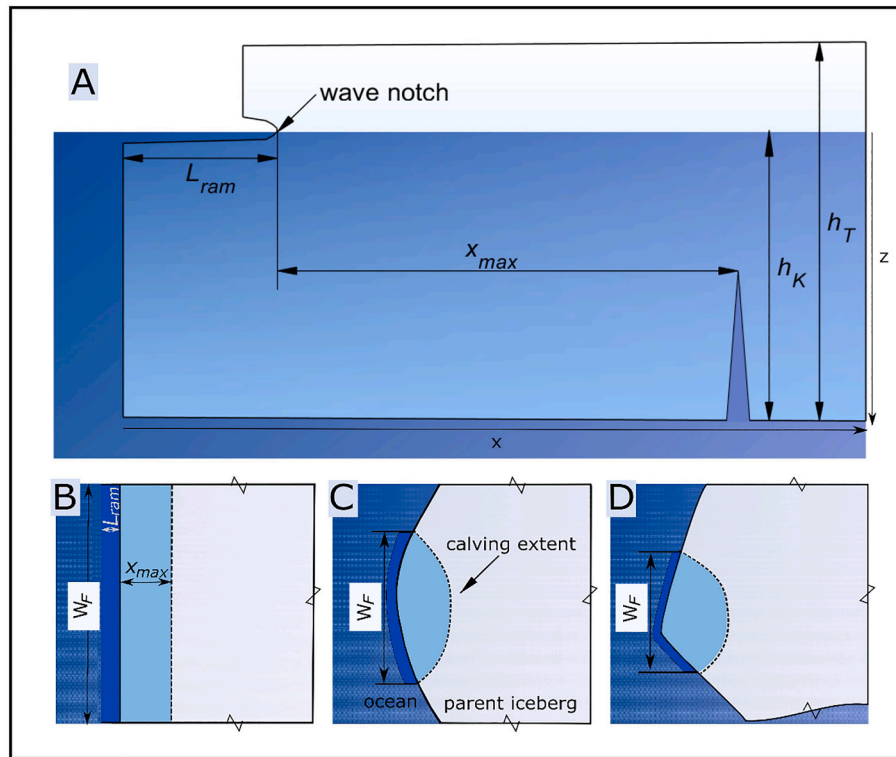 A
wave notch
L_ram
x_max
h_K
h_T
z
x
B
C
D
L_ram
x_max
W_F
W_F
W_F
calving extent
ocean
parent iceberg